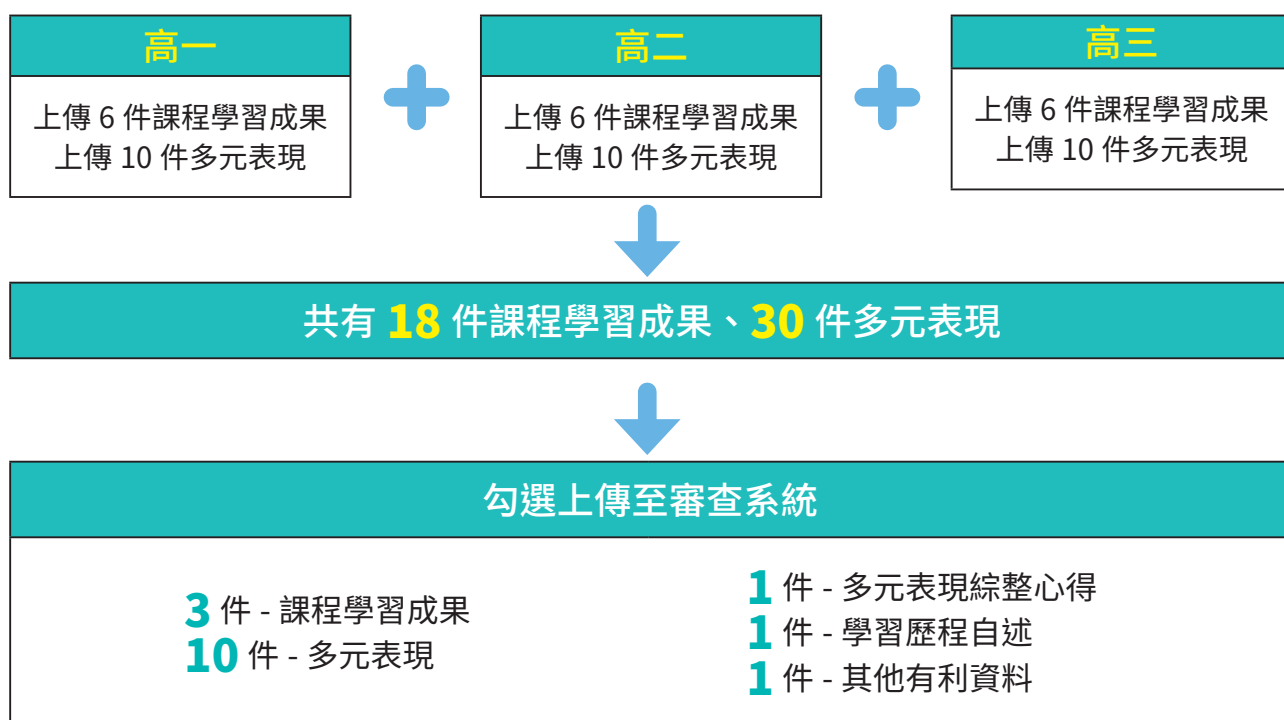 高一
上傳 6 件課程學習成果
上傳 10 件多元表現
高二
上傳 6 件課程學習成果
上傳 10 件多元表現
高三
上傳 6 件課程學習成果
上傳 10 件多元表現
共有 18 件課程學習成果、30 件多元表現
勾選上傳至審查系統
3 件 - 課程學習成果
10 件 - 多元表現
1 件 - 多元表現綜整心得
1 件 - 學習歷程自述
1 件 - 其他有利資料